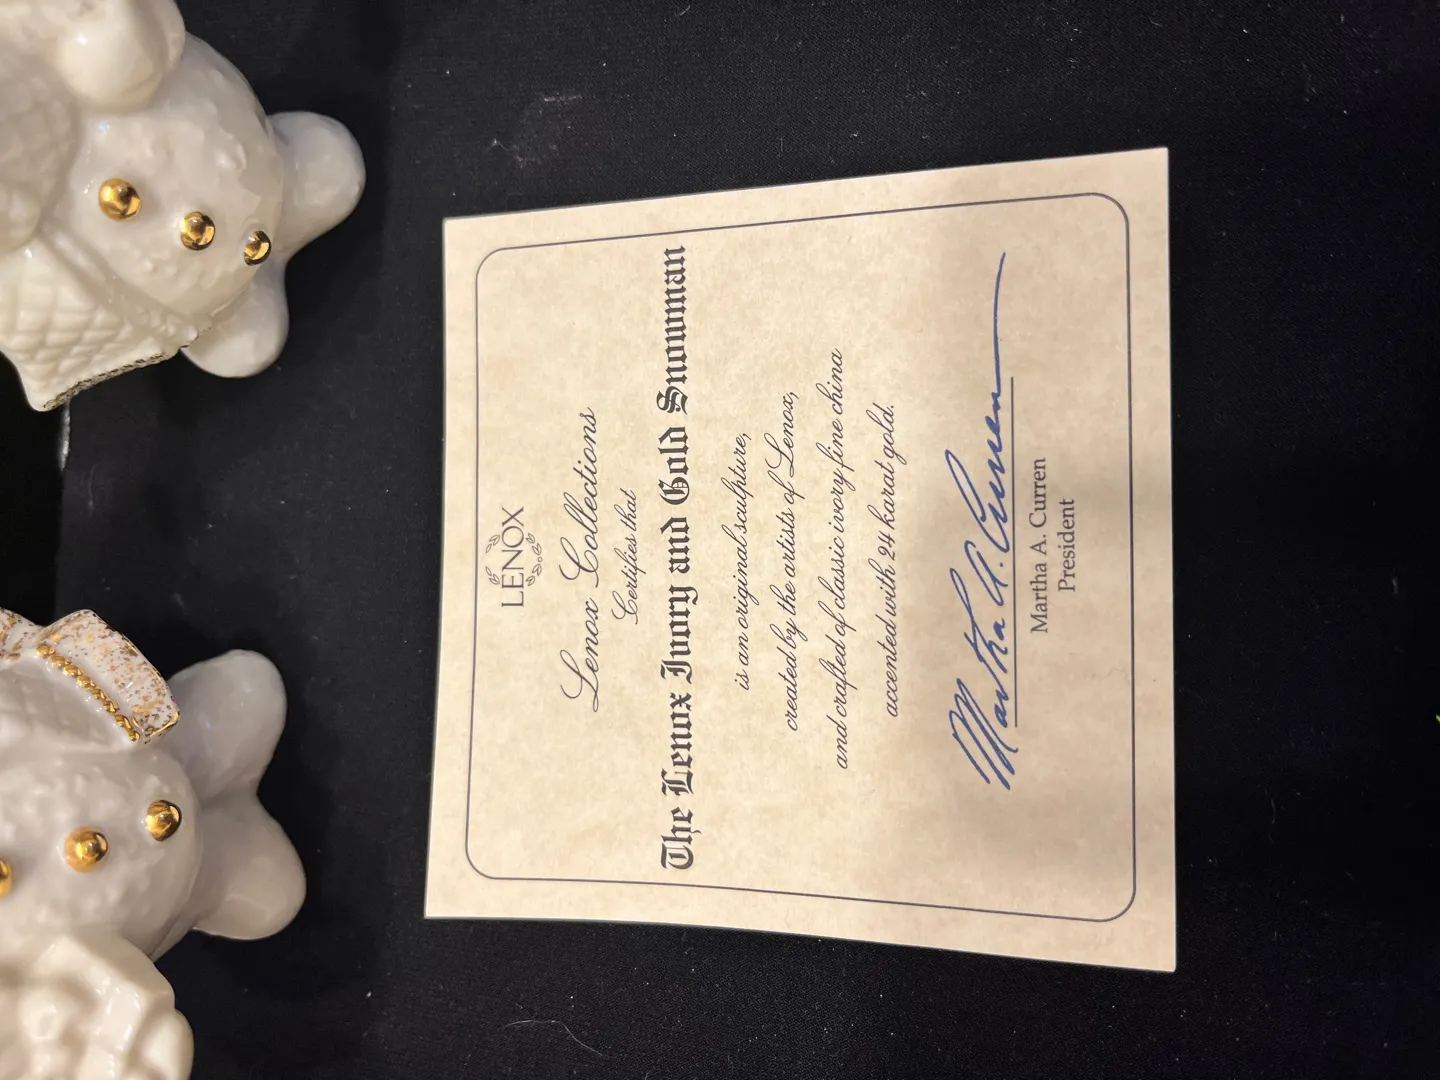 LENOX
Lenox Collections
Certifies that
The Lenox Ivory and Gold Snowman
is an original sculpture,
created by the artists of Lenox,
and crafted of classic ivory fine china
accented with 24 karat gold.
Martha A. Curren
Martha A. Curren
President